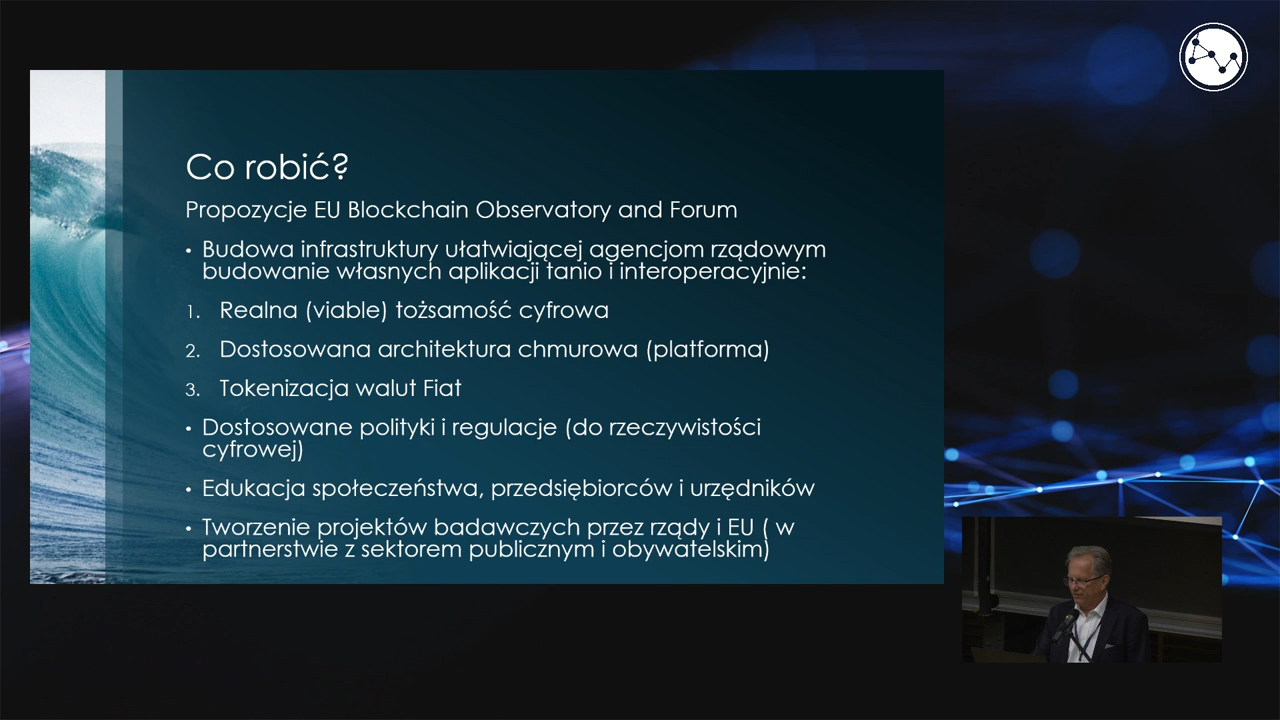 Co robić?
Propozycje EU Blockchain Observatory and Forum
• Budowa infrastruktury ułatwiającej agencjom rządowym
budowanie własnych aplikacji tanio i interoperacyjnie:
1. Realna (viable) tożsamość cyfrowa
2. Dostosowana architektura chmurowa (platforma)
3. Tokenizacja walut Fiat
• Dostosowane polityki i regulacje (do rzeczywistości
cyfrowej)
• Edukacja społeczeństwa, przedsiębiorców i urzędników
• Tworzenie projektów badawczych przez rządy i EU ( w
partnerstwie z sektorem publicznym i obywatelskim)